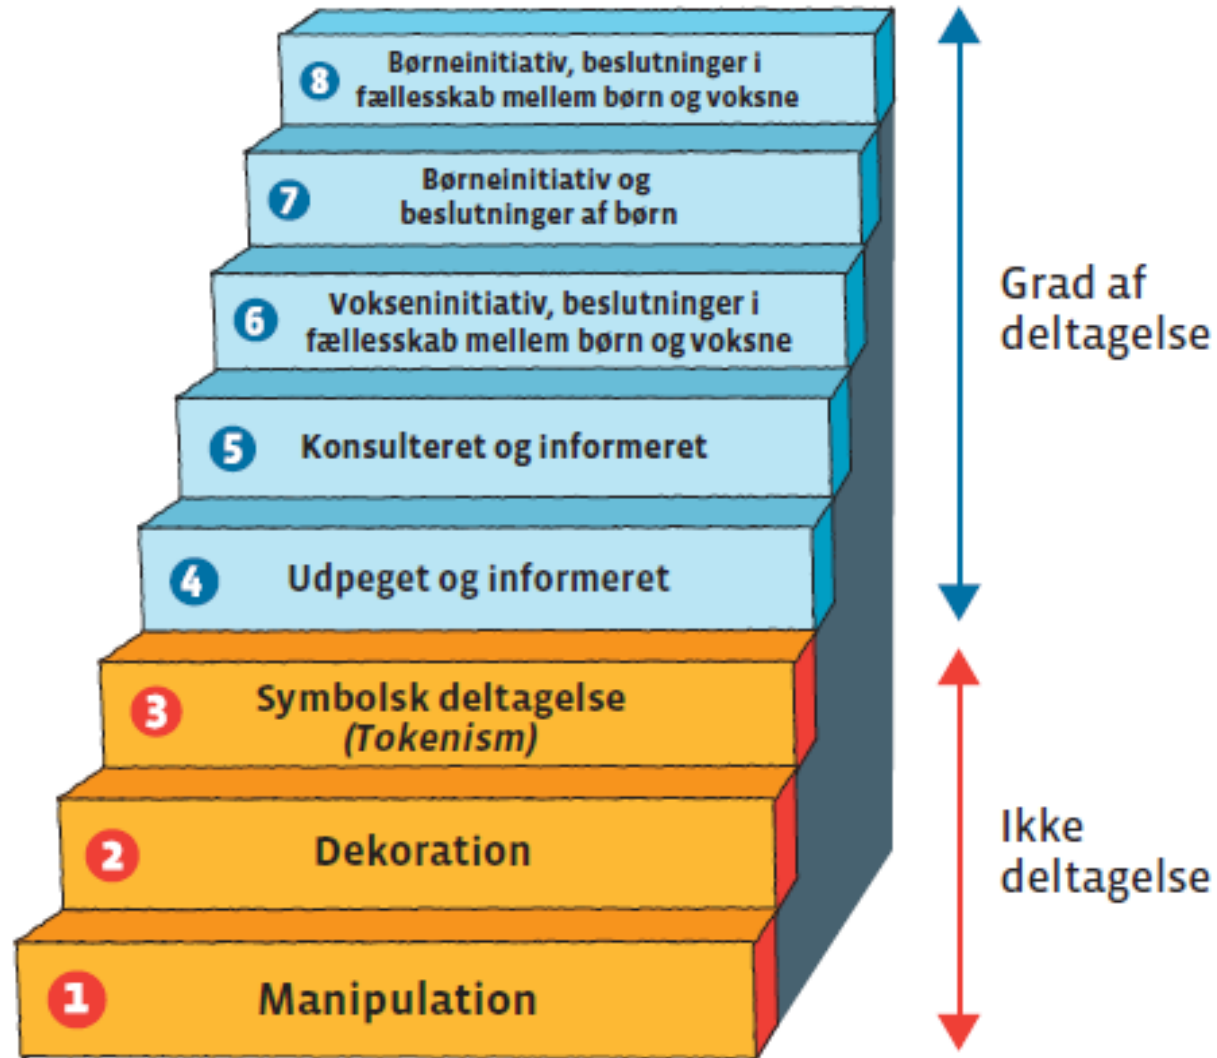 8 Børneinitiativ, beslutninger i
fællesskab mellem børn og voksne
7 Børneinitiativ og
beslutninger af børn
6 Vokseninitiativ, beslutninger i
fællesskab mellem børn og voksne
5 Konsulteret og informeret
4 Udpeget og informeret
3 Symbolsk deltagelse
(Tokenism)
2 Dekoration
1 Manipulation
Grad af
deltagelse
Ikke
deltagelse